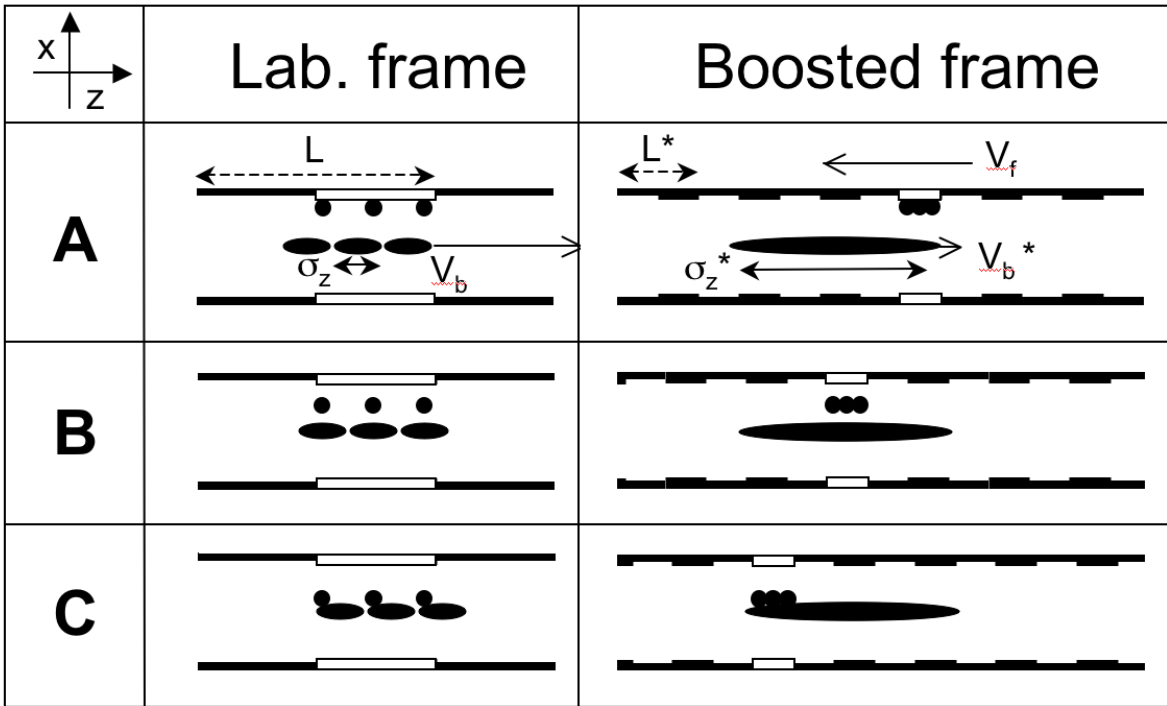 x
z
Lab. frame
Boosted frame
A
L
σz
Vb
L*
Vf
σz*
Vb*
B
C